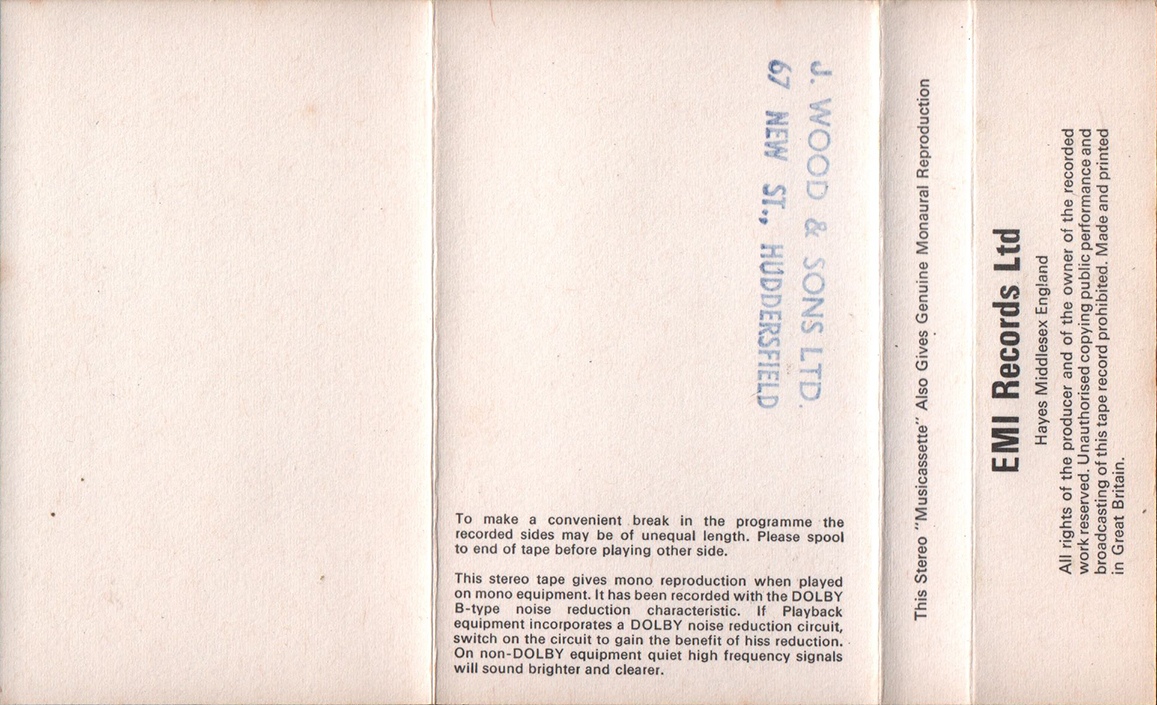 J. WOOD & SONS LTD.
67 NEW ST., HUDDERSFIELD
To make a convenient break in the programme the
recorded sides may be of unequal length. Please spool
to end of tape before playing other side.
This stereo tape gives mono reproduction when played
on mono equipment. It has been recorded with the DOLBY
B-type noise reduction characteristic. If Playback
equipment incorporates a DOLBY noise reduction circuit,
switch on the circuit to gain the benefit of hiss reduction.
On non-DOLBY equipment quiet high frequency signals
will sound brighter and clearer.
This Stereo "Musicassette" Also Gives Genuine Monaural Reproduction
EMI Records Ltd
Hayes Middlesex England
All rights of the producer and of the owner of the recorded
work reserved. Unauthorised copying public performance and
broadcasting of this tape record prohibited. Made and printed
in Great Britain.